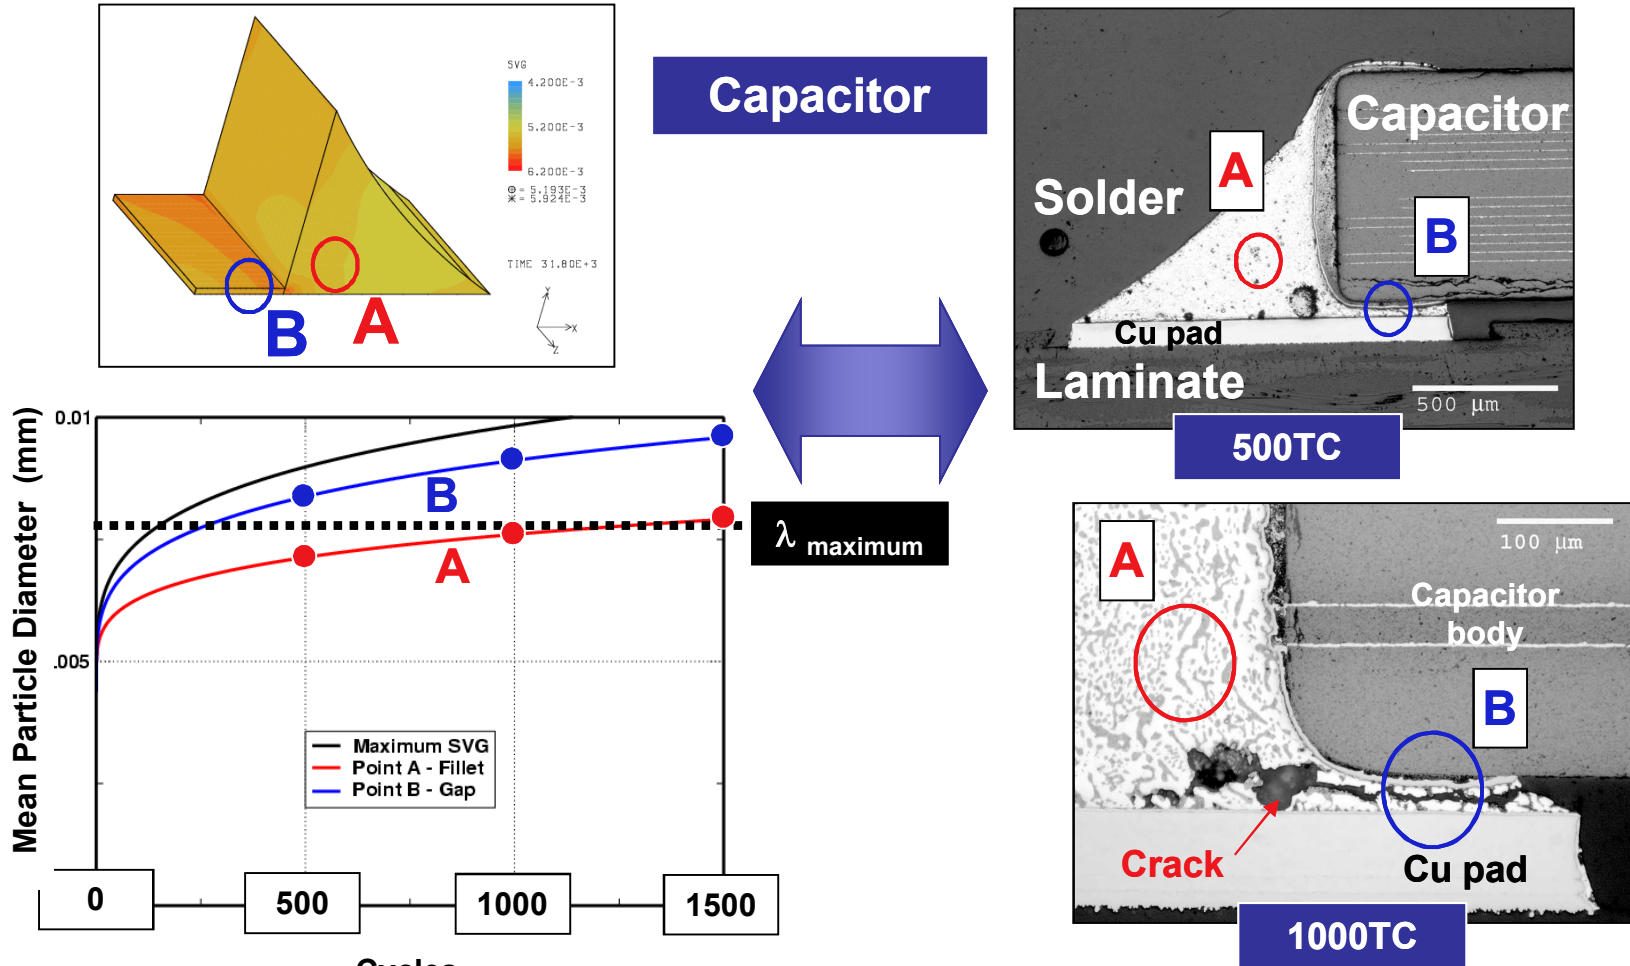 SVG
4.200E-3
5.200E-3
6.200E-3
= 5.193E-3
= 5.924E-3
TIME 31.80E+3
Y
X
Z
B
A
Capacitor
Capacitor
A
Solder
B
Cu pad
Laminate
500 µm
500TC
0.01
.005
Mean Particle Diameter (mm)
B
A
λ maximum
Maximum SVG
Point A - Fillet
Point B - Gap
0
500
1000
1500
Cycles
A
100 µm
Capacitor
body
B
Crack
Cu pad
1000TC